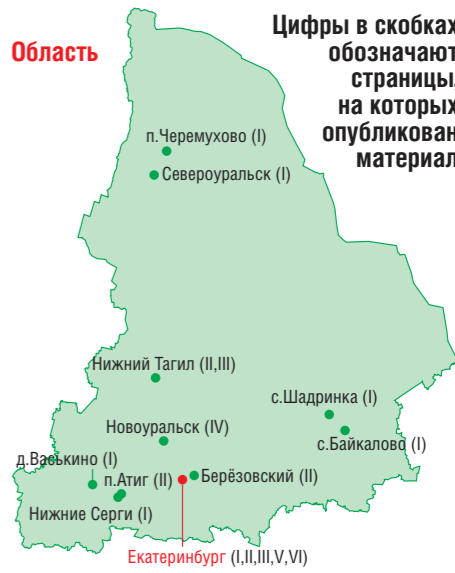 Область
Цифры в скобках
обозначают
страницы,
на которых
опубликован
материал
п.Черемухово (I)
Североуральск (I)
Нижний Тагил (II,III)
с.Шадринка (I)
Новоуральск (IV)
с.Байкалово (I)
д.Васькино (I)
п.Атиг (II)
Берёзовский (II)
Нижние Серги (I)
Екатеринбург (I,II,III,V,VI)